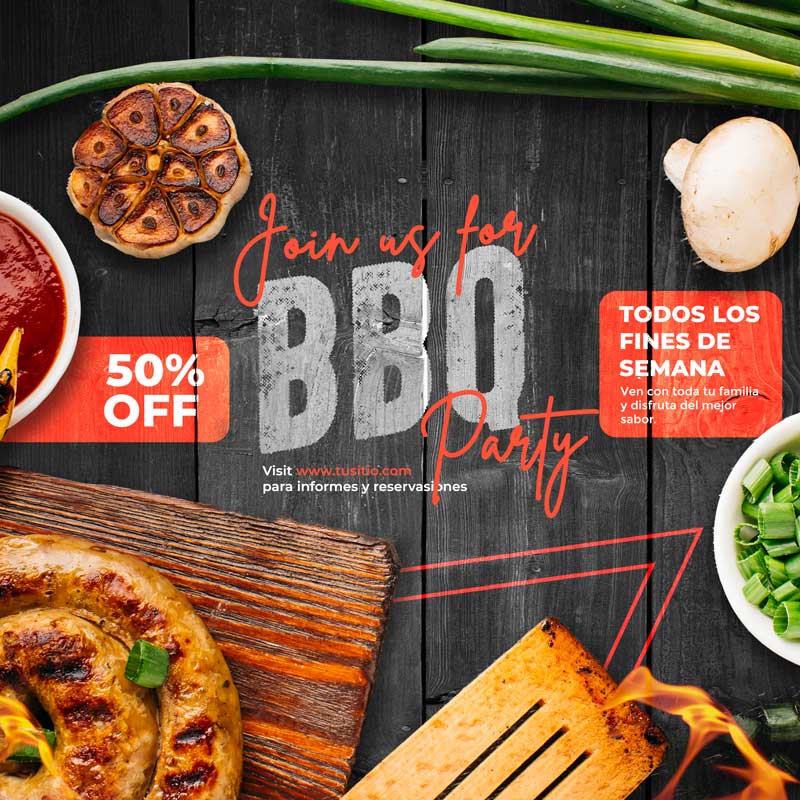 Join us for
BBQ
Party
50%
OFF
TODOS LOS
FINES DE
SEMANA
Ven con toda tu familia
y disfruta del mejor
sabor.
Visit www.tusitio.com
para informes y reservasiones